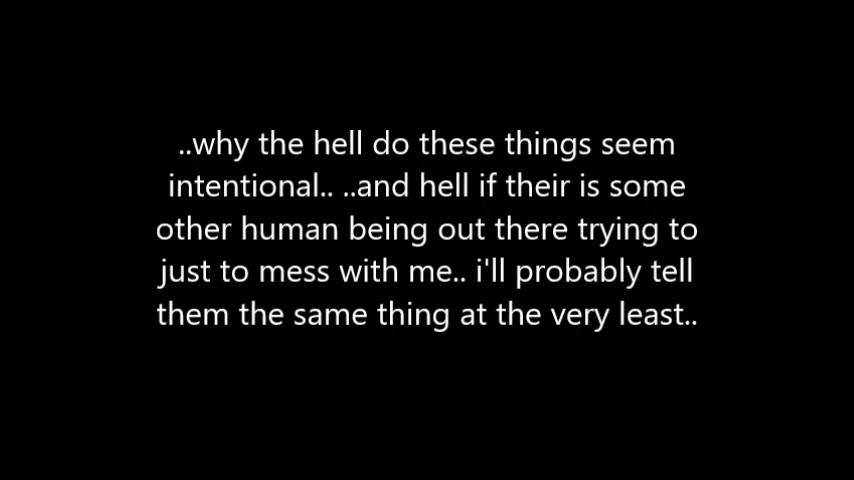 ..why the hell do these things seem
intentional.. ..and hell if their is some
other human being out there trying to
just to mess with me.. i'll probably tell
them the same thing at the very least..